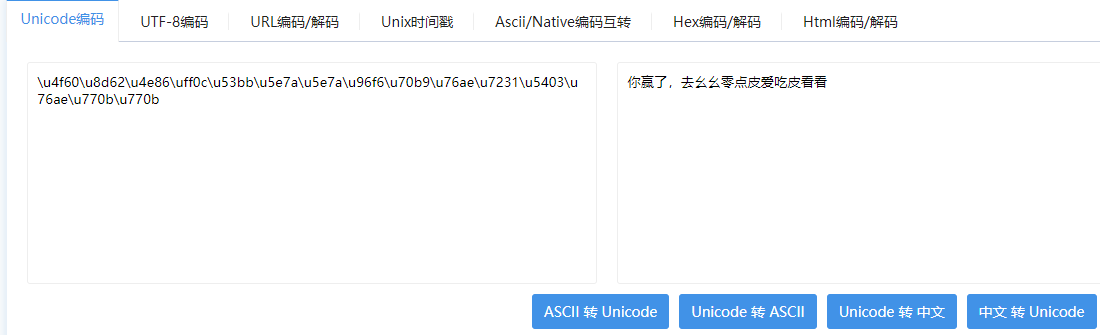 Unicode编码 UTF-8编码 URL编码/解码 Unix时间戳 Ascii/Native编码互转 Hex编码/解码 Html编码/解码
\u4f60\u8d62\u4e86\uff0c\u53bb\u5e7a\u5e7a\u96f6\u70b9\u76ae\u7231\u5403\u
76ae\u770b\u770b
你赢了，去幺幺零点皮爱吃皮看看
ASCII 转 Unicode Unicode 转 ASCII Unicode 转 中文 中文 转 Unicode